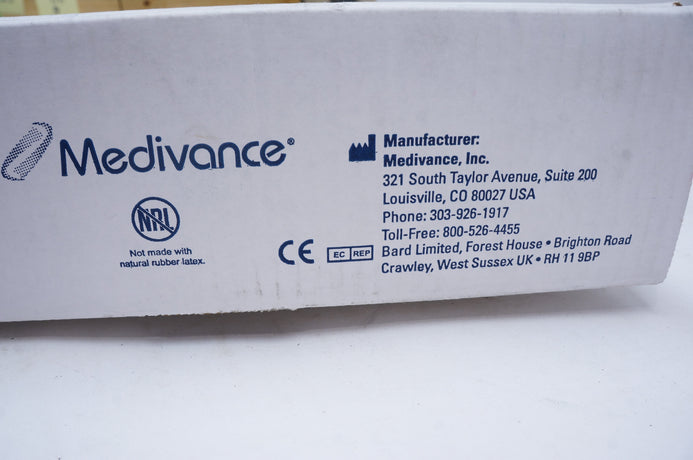 Medivance®
NRL
Not made with
natural rubber latex.
CE
EC REP
Manufacturer:
Medivance, Inc.
321 South Taylor Avenue, Suite 200
Louisville, CO 80027 USA
Phone: 303-926-1917
Toll-Free: 800-526-4455
Bard Limited, Forest House • Brighton Road
Crawley, West Sussex UK • RH 11 9BP